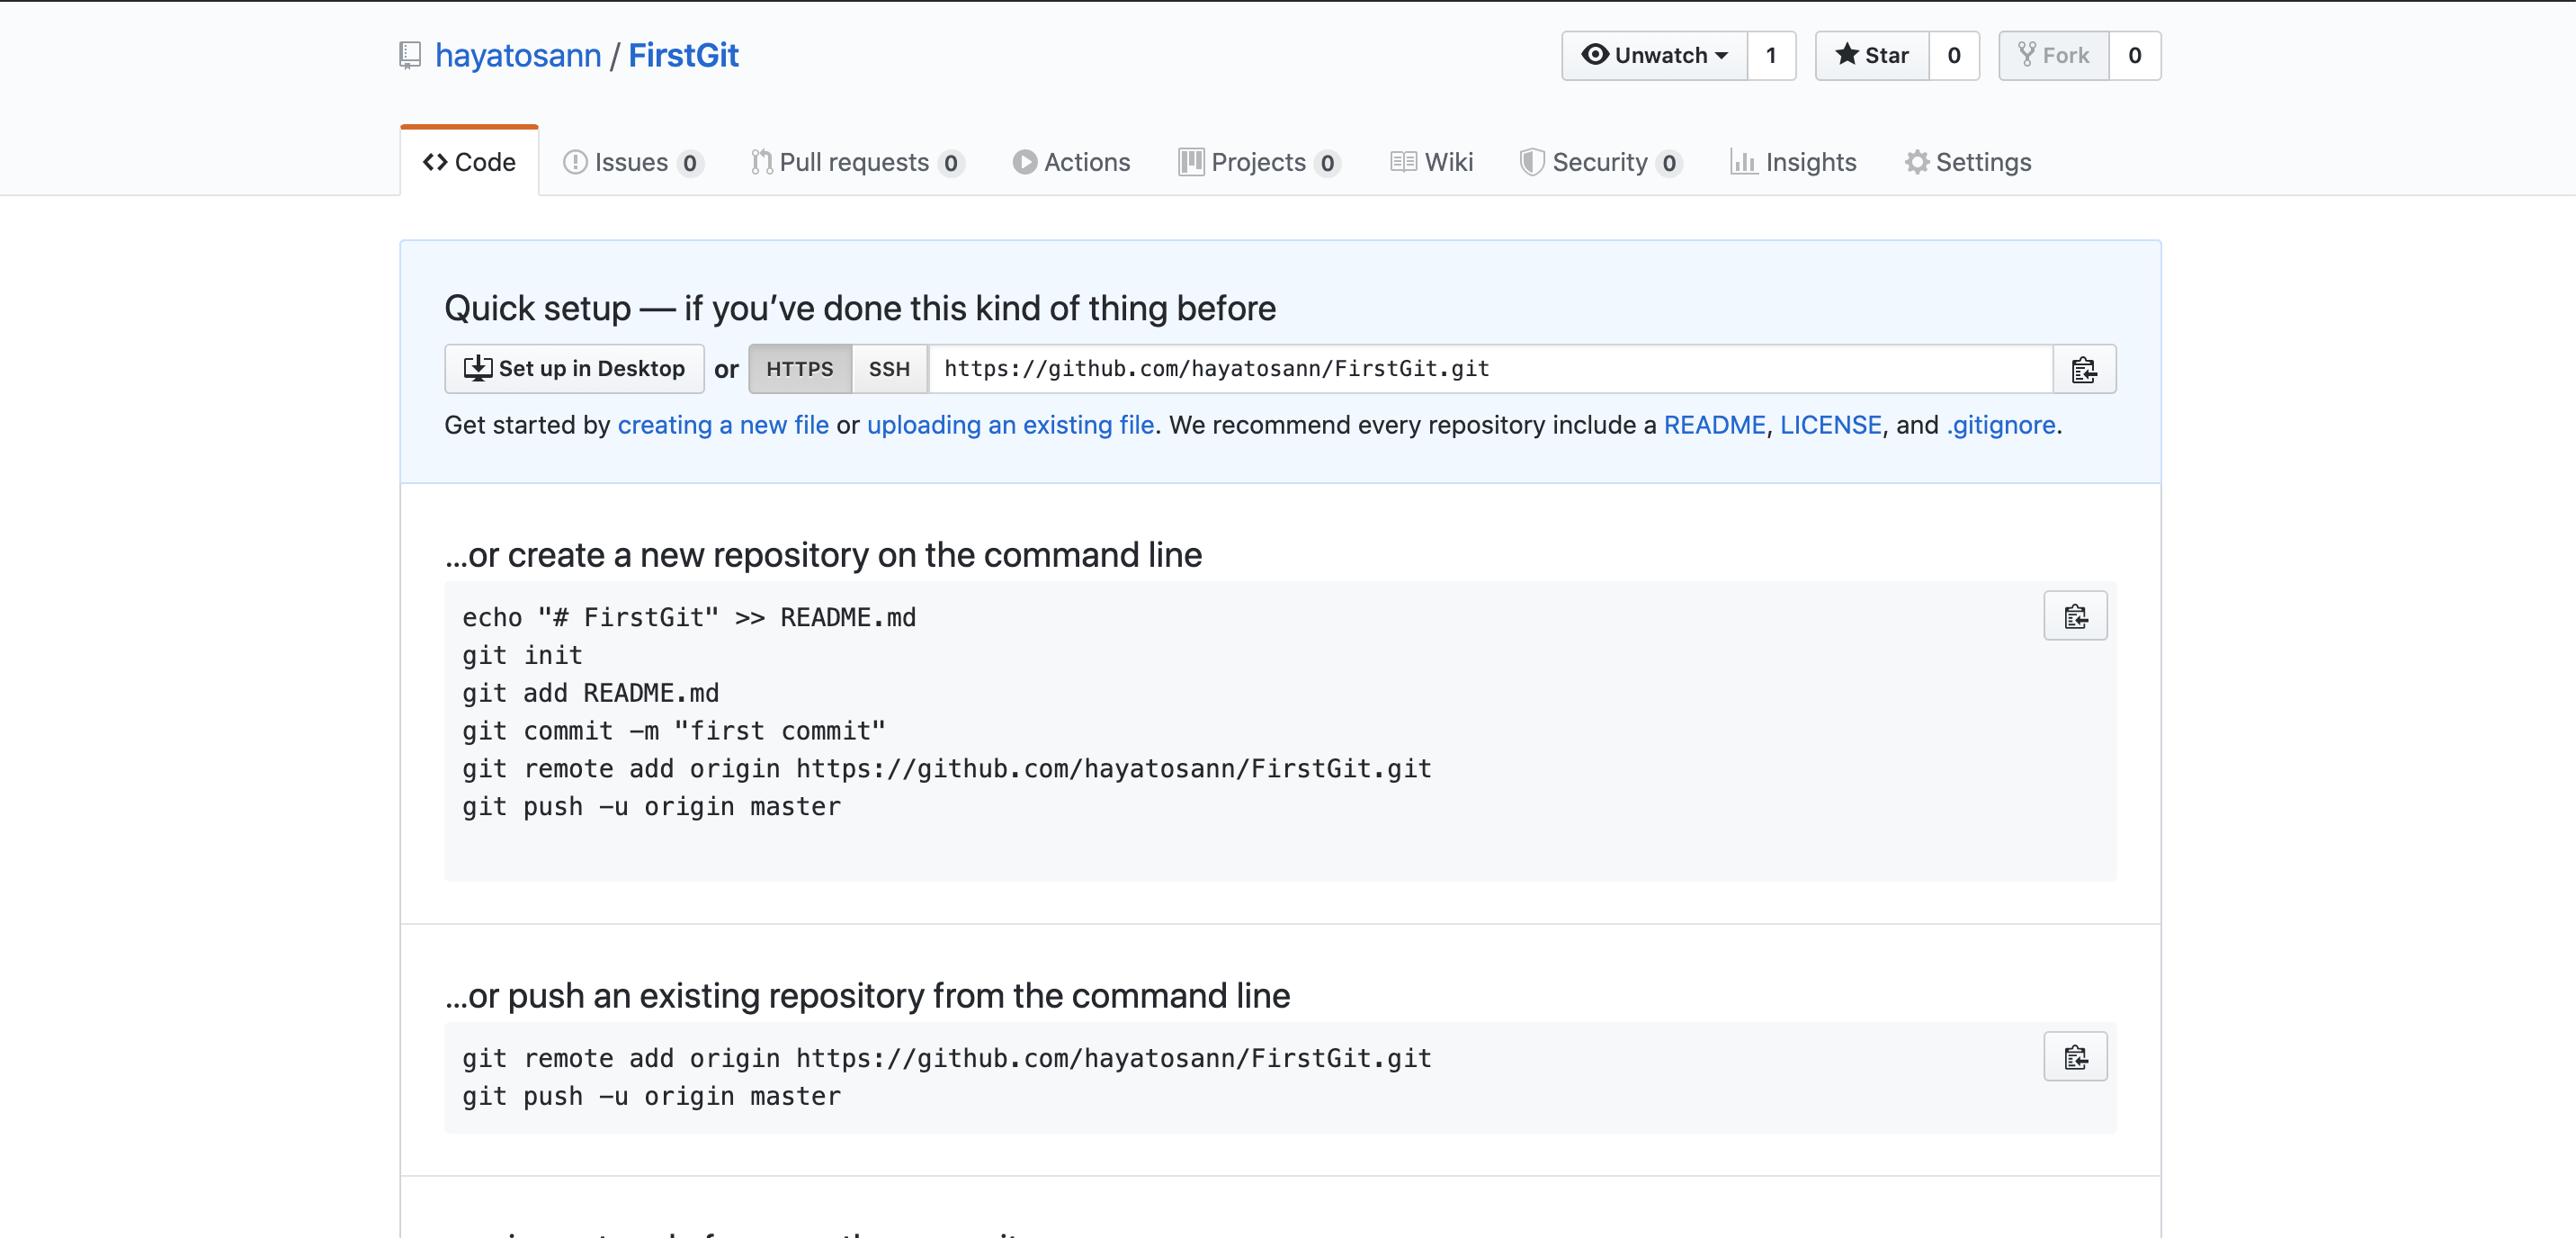 hayatosann / FirstGit
Unwatch 1 Star 0 Fork 0
Code Issues 0 Pull requests 0 Actions Projects 0 Wiki Security 0 Insights Settings
Quick setup — if you’ve done this kind of thing before
Set up in Desktop or HTTPS SSH https://github.com/hayatosann/FirstGit.git
Get started by creating a new file or uploading an existing file. We recommend every repository include a README, LICENSE, and .gitignore.
…or create a new repository on the command line
echo "# FirstGit" >> README.md
git init
git add README.md
git commit -m "first commit"
git remote add origin https://github.com/hayatosann/FirstGit.git
git push -u origin master
…or push an existing repository from the command line
git remote add origin https://github.com/hayatosann/FirstGit.git
git push -u origin master